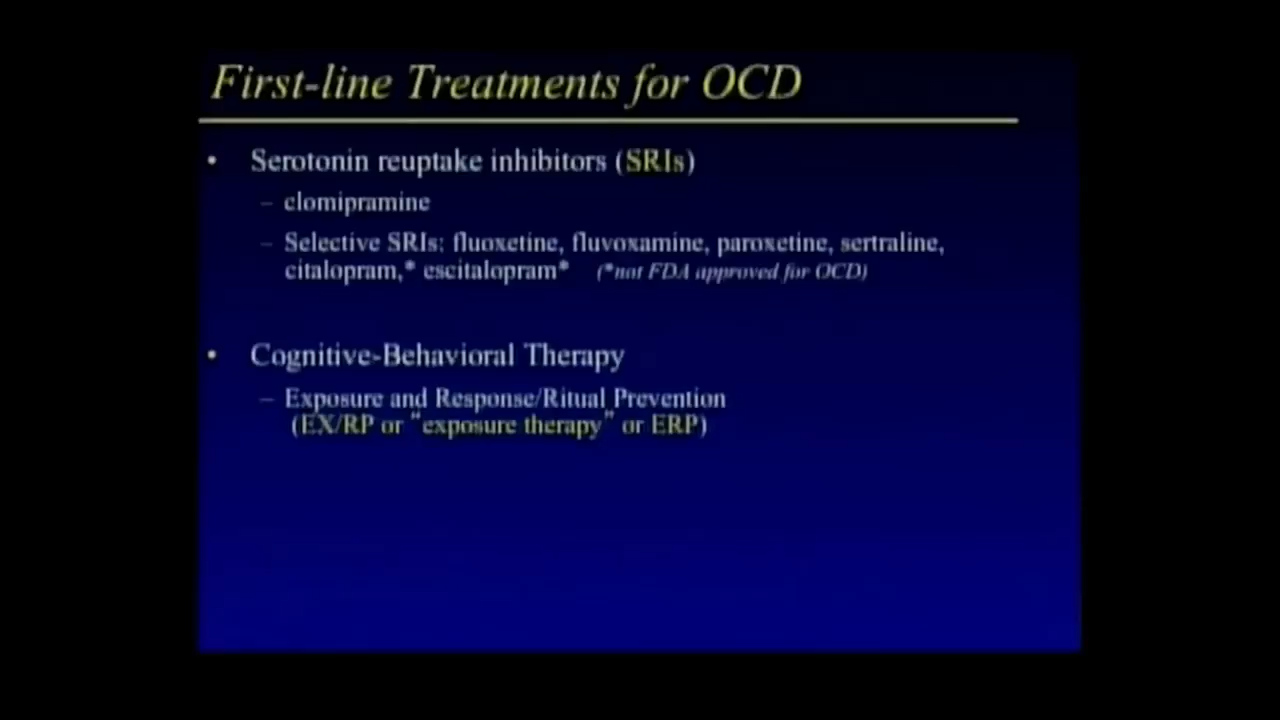 First-line Treatments for OCD
• Serotonin reuptake inhibitors (SRIs)
– clomipramine
– Selective SRIs: fluoxetine, fluvoxamine, paroxetine, sertraline,
citalopram,* escitalopram* (*not FDA approved for OCD)
• Cognitive-Behavioral Therapy
– Exposure and Response/Ritual Prevention
(EX/RP or “exposure therapy” or ERP)